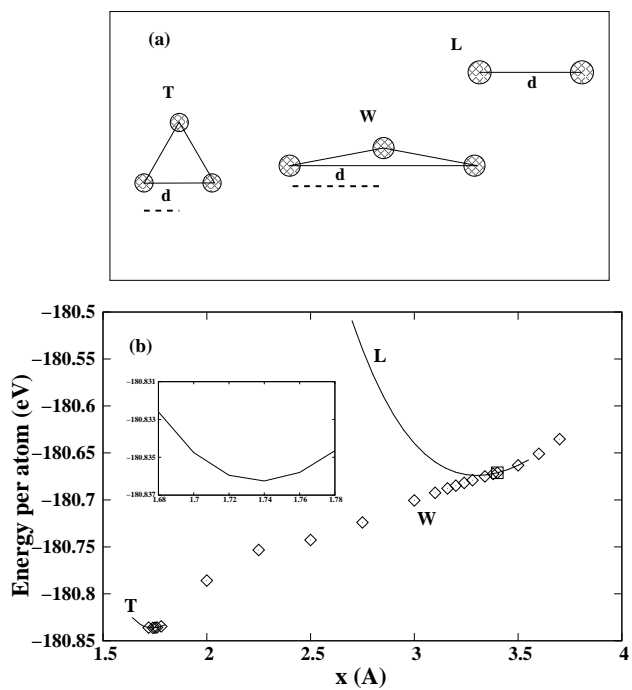 (a)
L
d
T
W
d
d
(b)
Energy per atom (eV)
−180.5
−180.55
−180.6
−180.65
−180.7
−180.75
−180.8
−180.85
L
W
T
−180.831
−180.833
−180.835
−180.837
1.68 1.7 1.72 1.74 1.76 1.78
1.5 2 2.5 3 3.5 4
x (A)